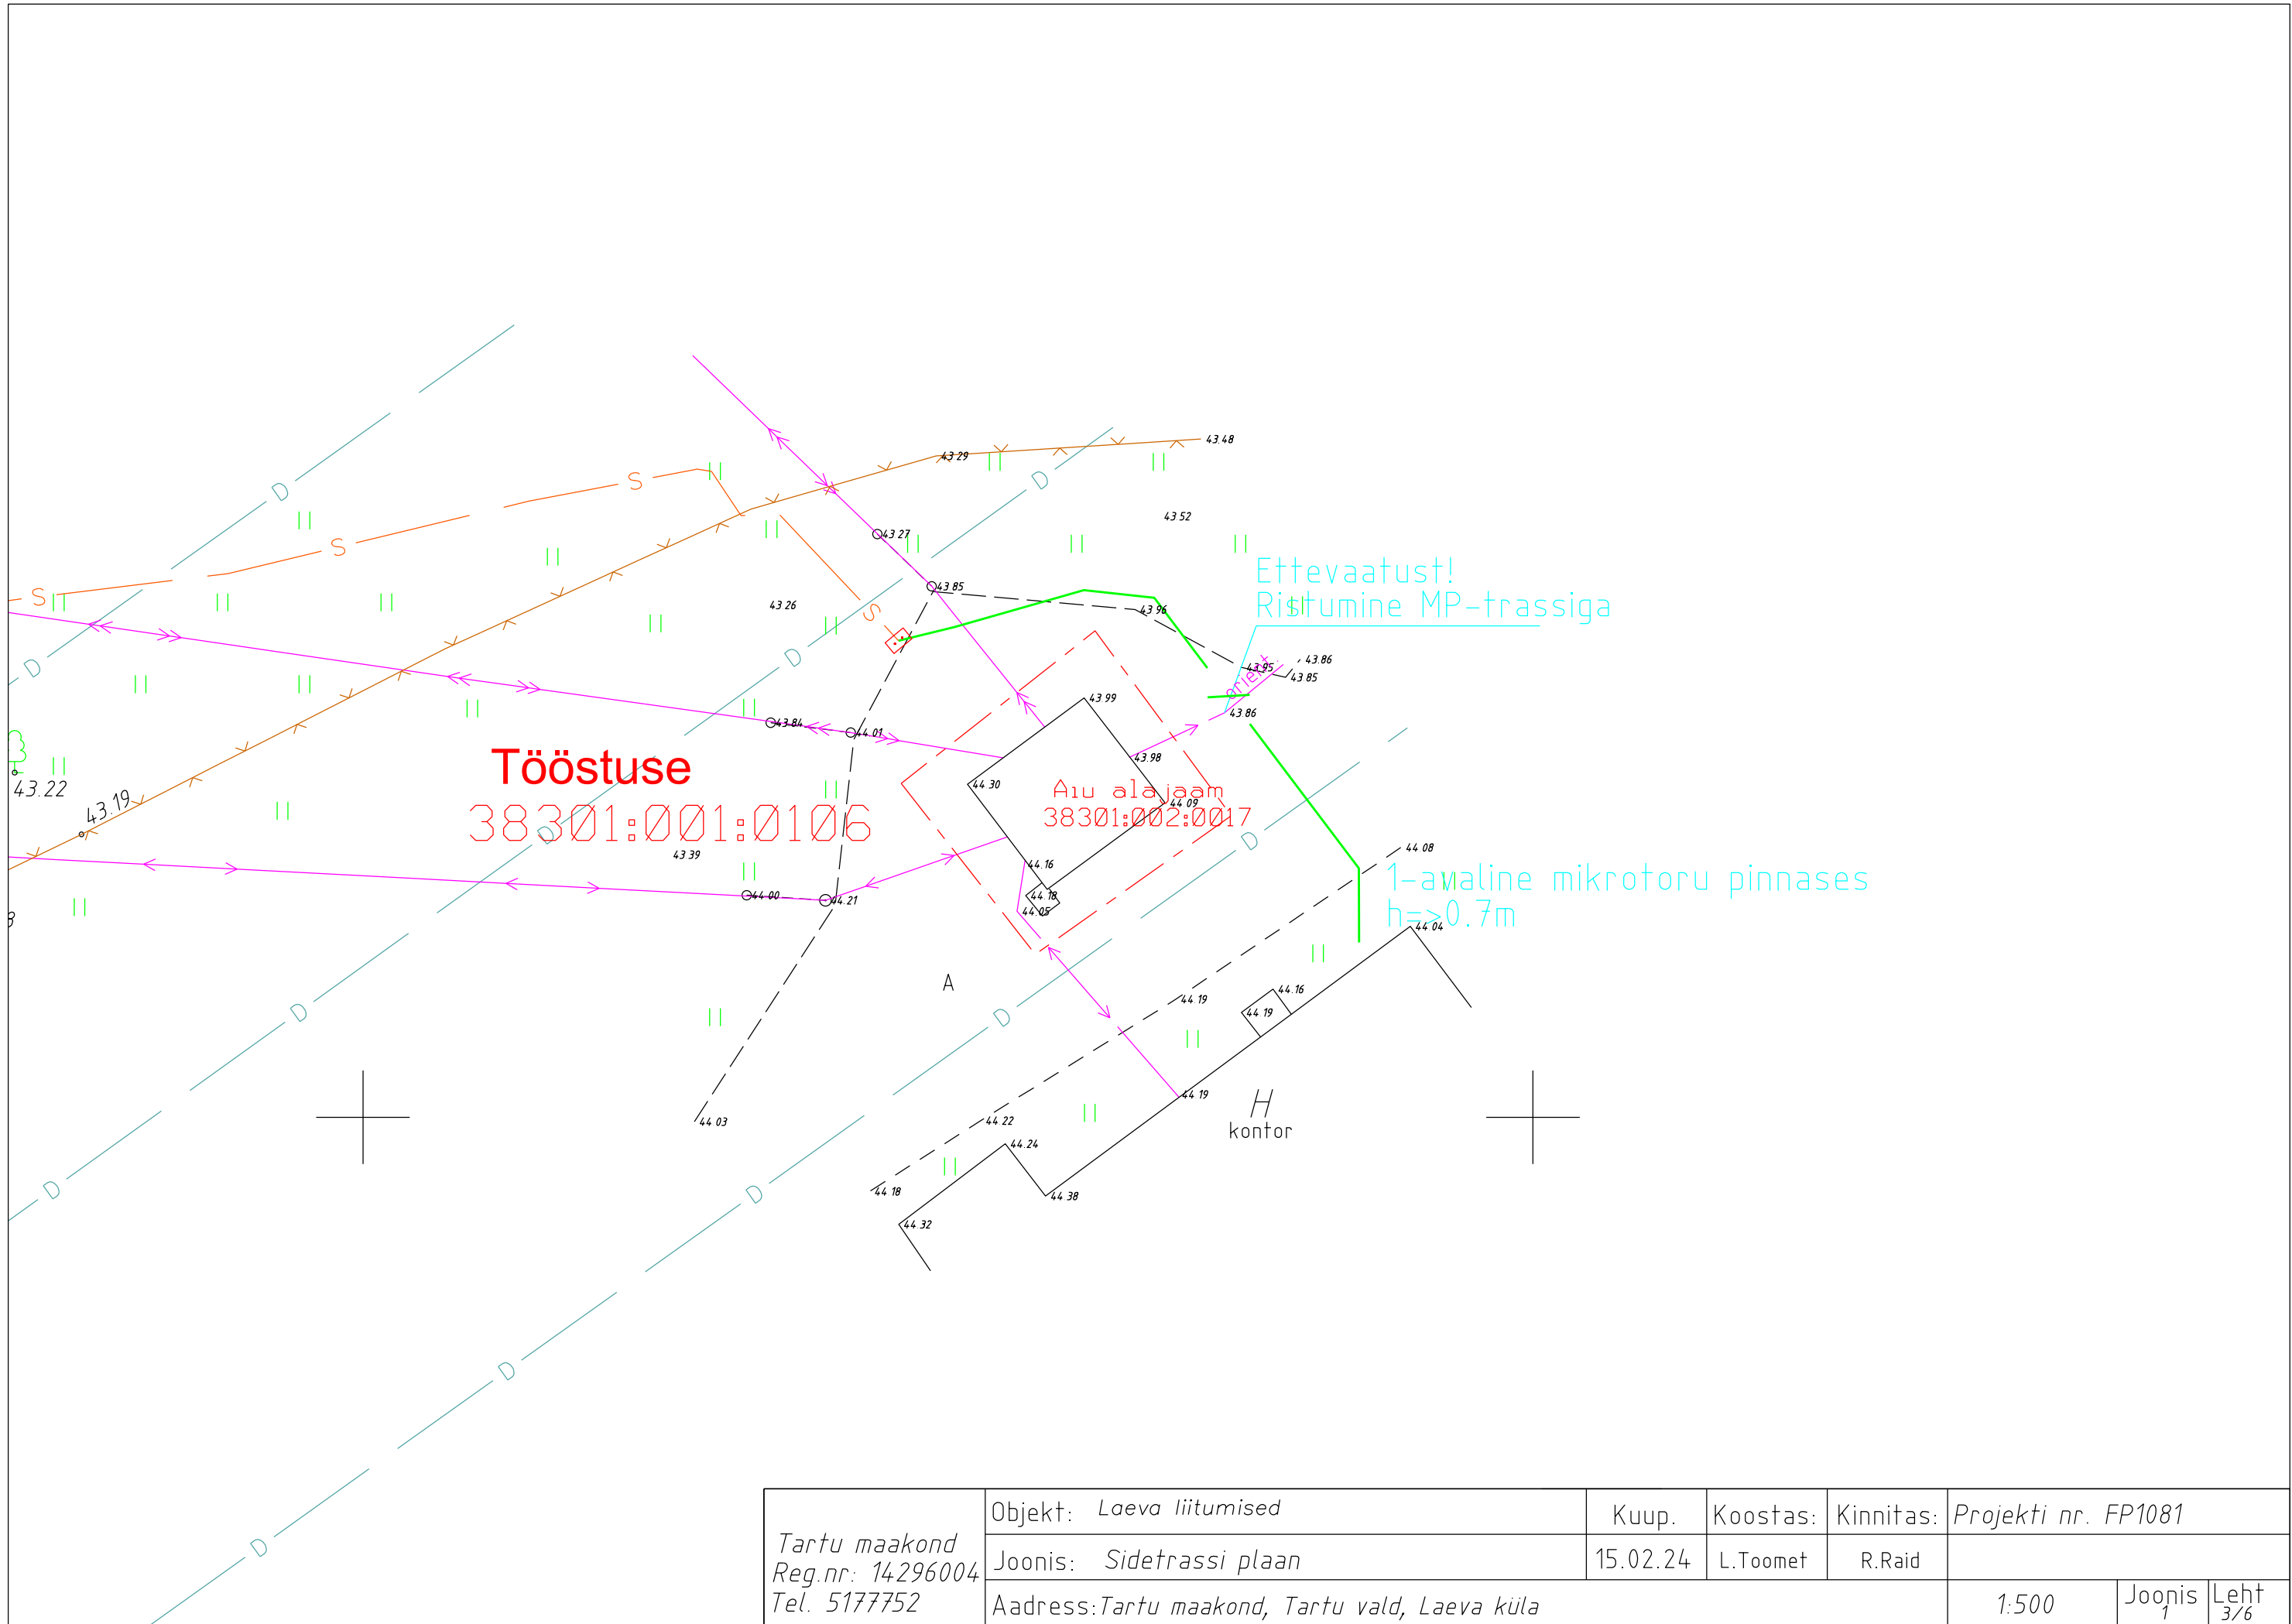 43.48
43.29
S
D
D
43.52
S
43.27
Ettevaatust!
Ristumine MP-trassiga
S
43.85
43.26
43.96
S
D
D
43.95
43.86
43.85
orient.
43.99
43.86
43.84
44.01
43.98
Tööstuse
38301:001:0106
44.30
Aiu alajaam
38301:002:0017
44.09
43.22
43.19
D
D
43.39
44.16
44.08
1-avaline mikrotoru pinnases
h=>0.7m
44.00
44.21
44.18
44.05
44.04
A
D
D
44.19
44.16
44.19
44.19
H
kontor
44.03
44.22
44.24
D
D
44.18
44.38
44.32
D
D
Tartu maakond
Reg.nr: 14296004
Tel. 5177752
Objekt: Laeva liitumised
Joonis: Sidetrassi plaan
Aadress: Tartu maakond, Tartu vald, Laeva küla
Kuup.
15.02.24
Koostas:
L.Toomet
Kinnitas:
R.Raid
Projekti nr. FP1081
1:500
Joonis
1
Leht
3/6